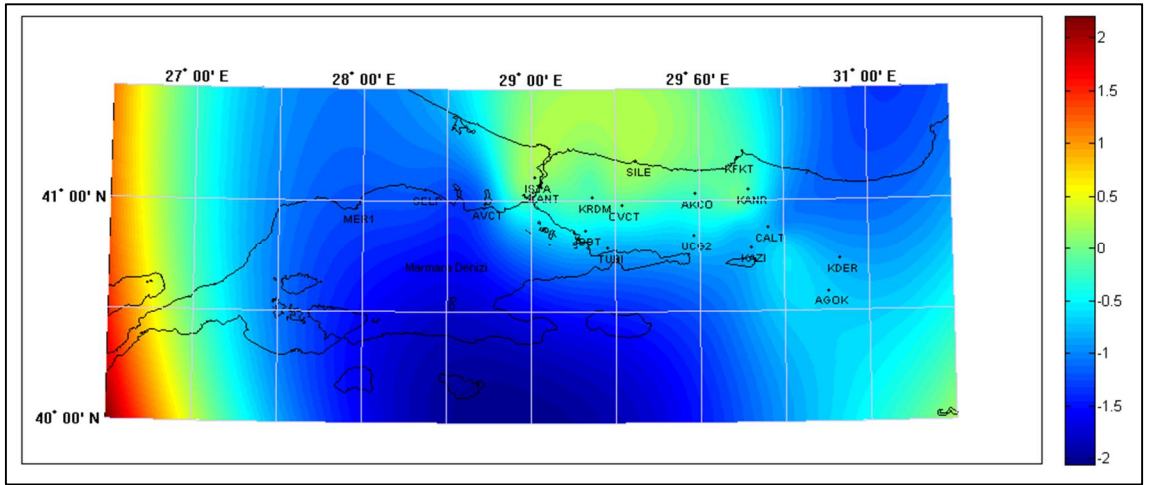 27° 00' E 28° 00' E 29° 00' E 29° 60' E 31° 00' E
41° 00' N
40° 00' N
SILE
KFKT
ISTA
KANT
KRDM
CVCT
AKCO
KANR
MER1
SELP
AVCT
UCG2
CALT
TUBI
KAZI
KDER
AGOK
Marmara Denizi
2
1.5
1
0.5
0
-0.5
-1
-1.5
-2